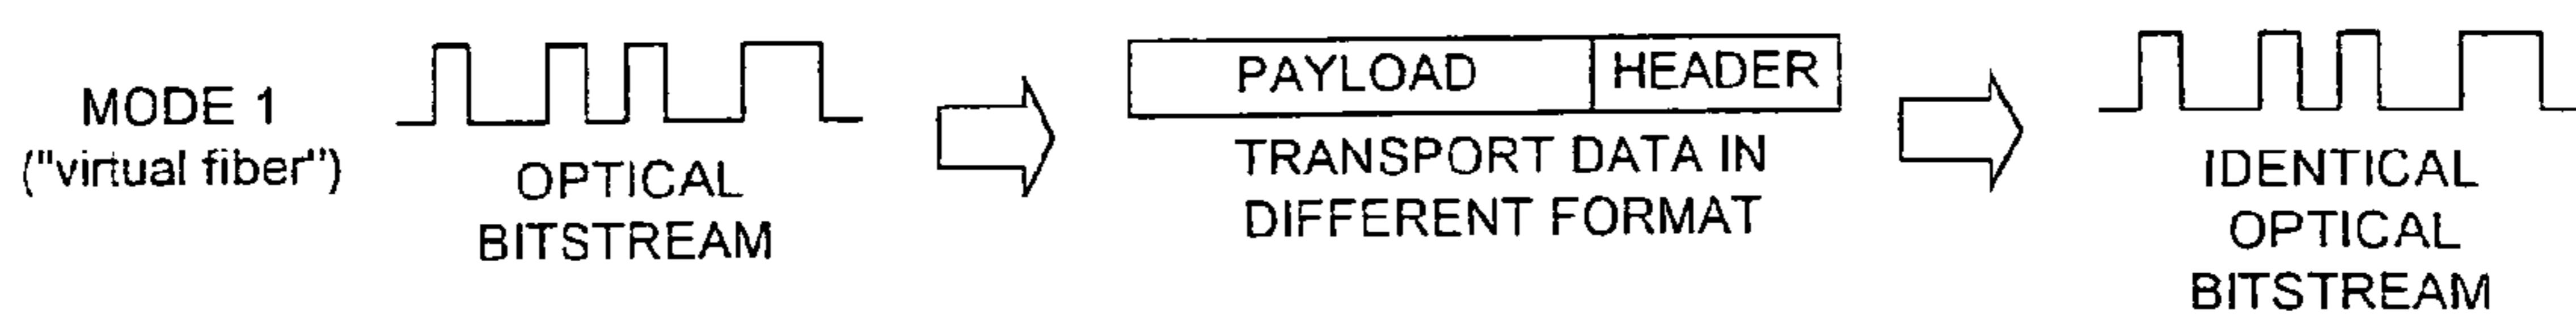 MODE 1
("virtual fiber")
OPTICAL
BITSTREAM
PAYLOAD
HEADER
TRANSPORT DATA IN
DIFFERENT FORMAT
IDENTICAL
OPTICAL
BITSTREAM